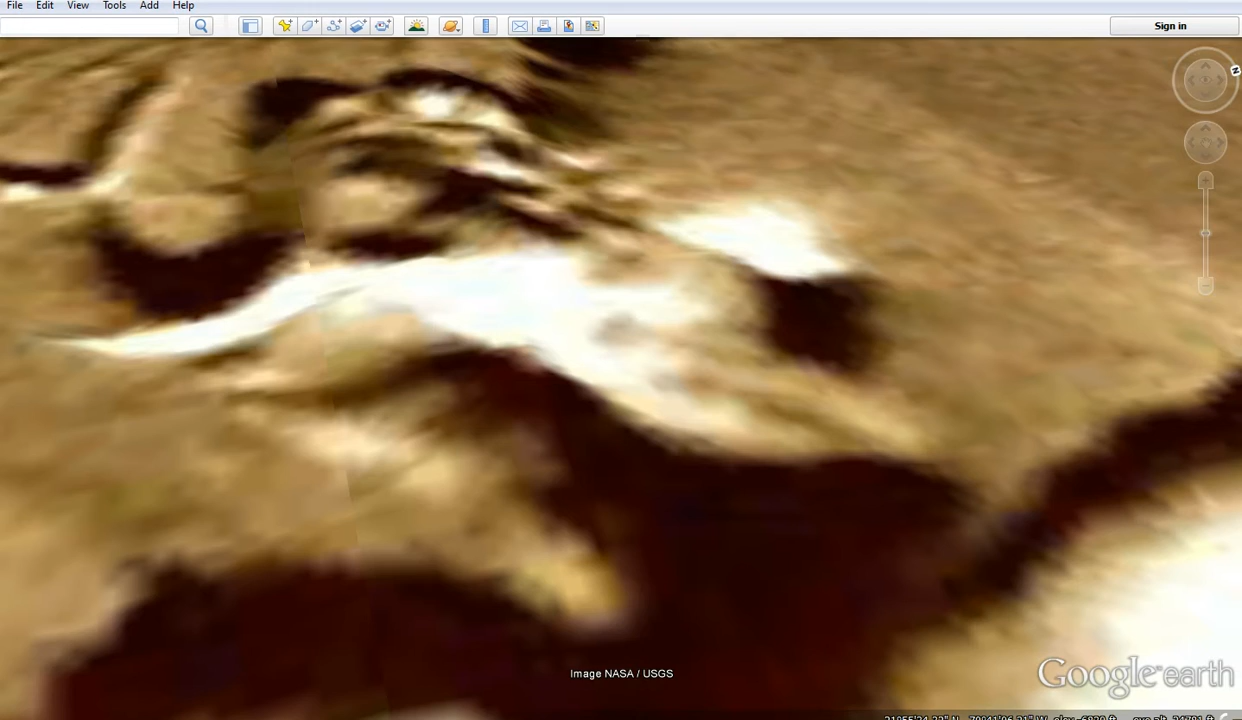 File Edit View Tools Add Help
Sign in
N
Image NASA / USGS
Google earth